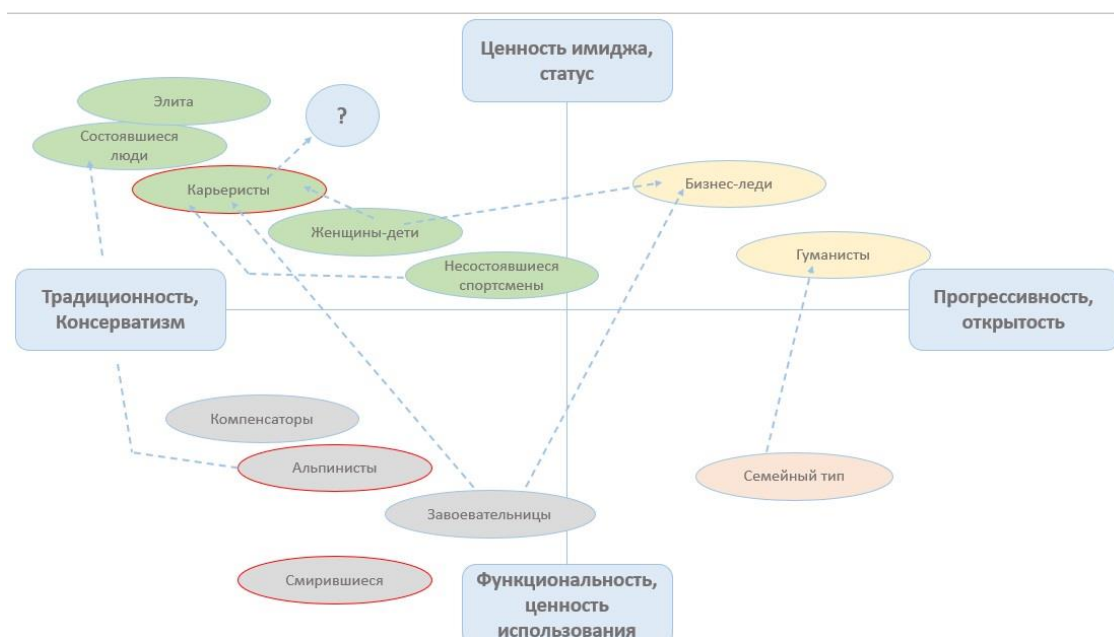 Ценность имиджа,
статус
Элита
?
Состоявшиеся
люди
Карьеристы
Бизнес-леди
Женщины-дети
Гуманисты
Несостоявшиеся
спортсмены
Традиционность,
Консерватизм
Прогрессивность,
открытость
Компенсаторы
Альпинисты
Семейный тип
Завоевательницы
Смирившиеся
Функциональность,
ценность
использования